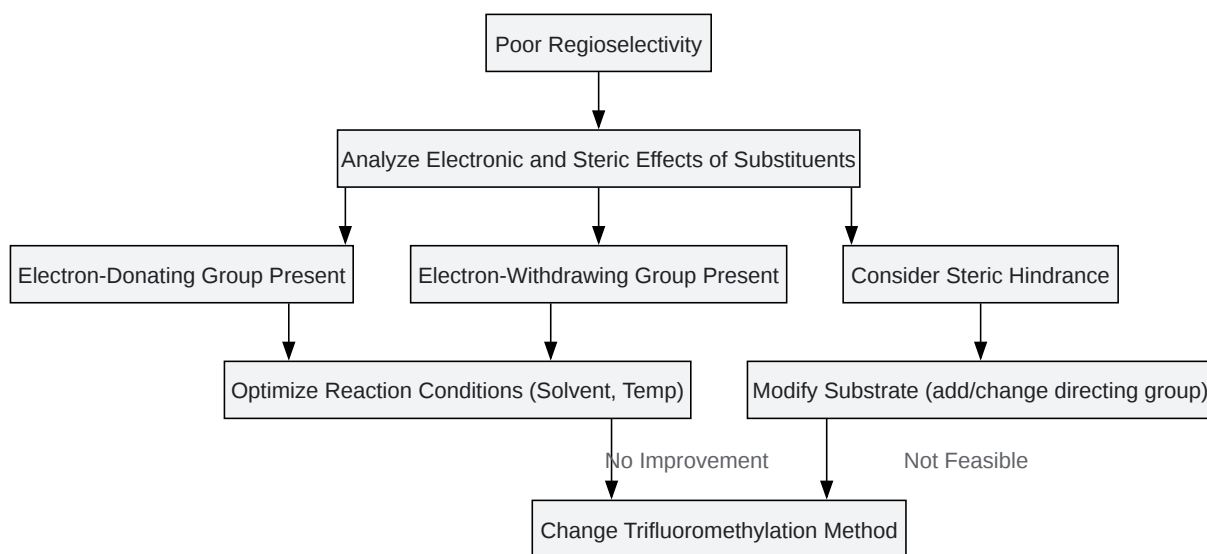 Poor Regioselectivity
Analyze Electronic and Steric Effects of Substituents
Electron-Donating Group Present
Electron-Withdrawing Group Present
Consider Steric Hindrance
Optimize Reaction Conditions (Solvent, Temp)
Modify Substrate (add/change directing group)
No Improvement
Not Feasible
Change Trifluoromethylation Method